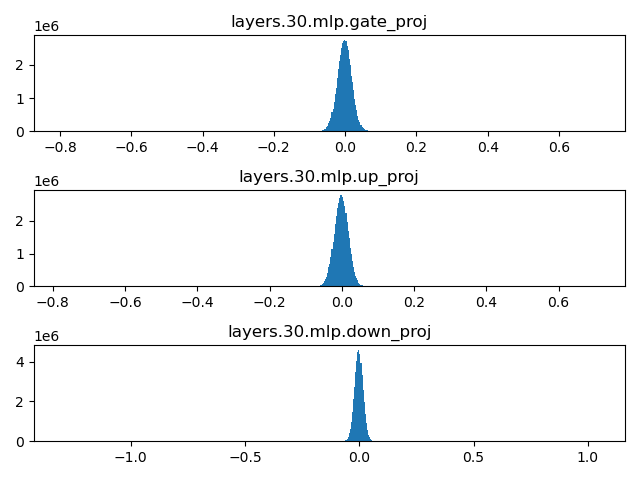 layers.30.mlp.gate_proj
1e6
2
1
0
−0.8 −0.6 −0.4 −0.2 0.0 0.2 0.4 0.6
layers.30.mlp.up_proj
1e6
2
1
0
−0.8 −0.6 −0.4 −0.2 0.0 0.2 0.4 0.6
layers.30.mlp.down_proj
1e6
4
2
0
−1.0 −0.5 0.0 0.5 1.0